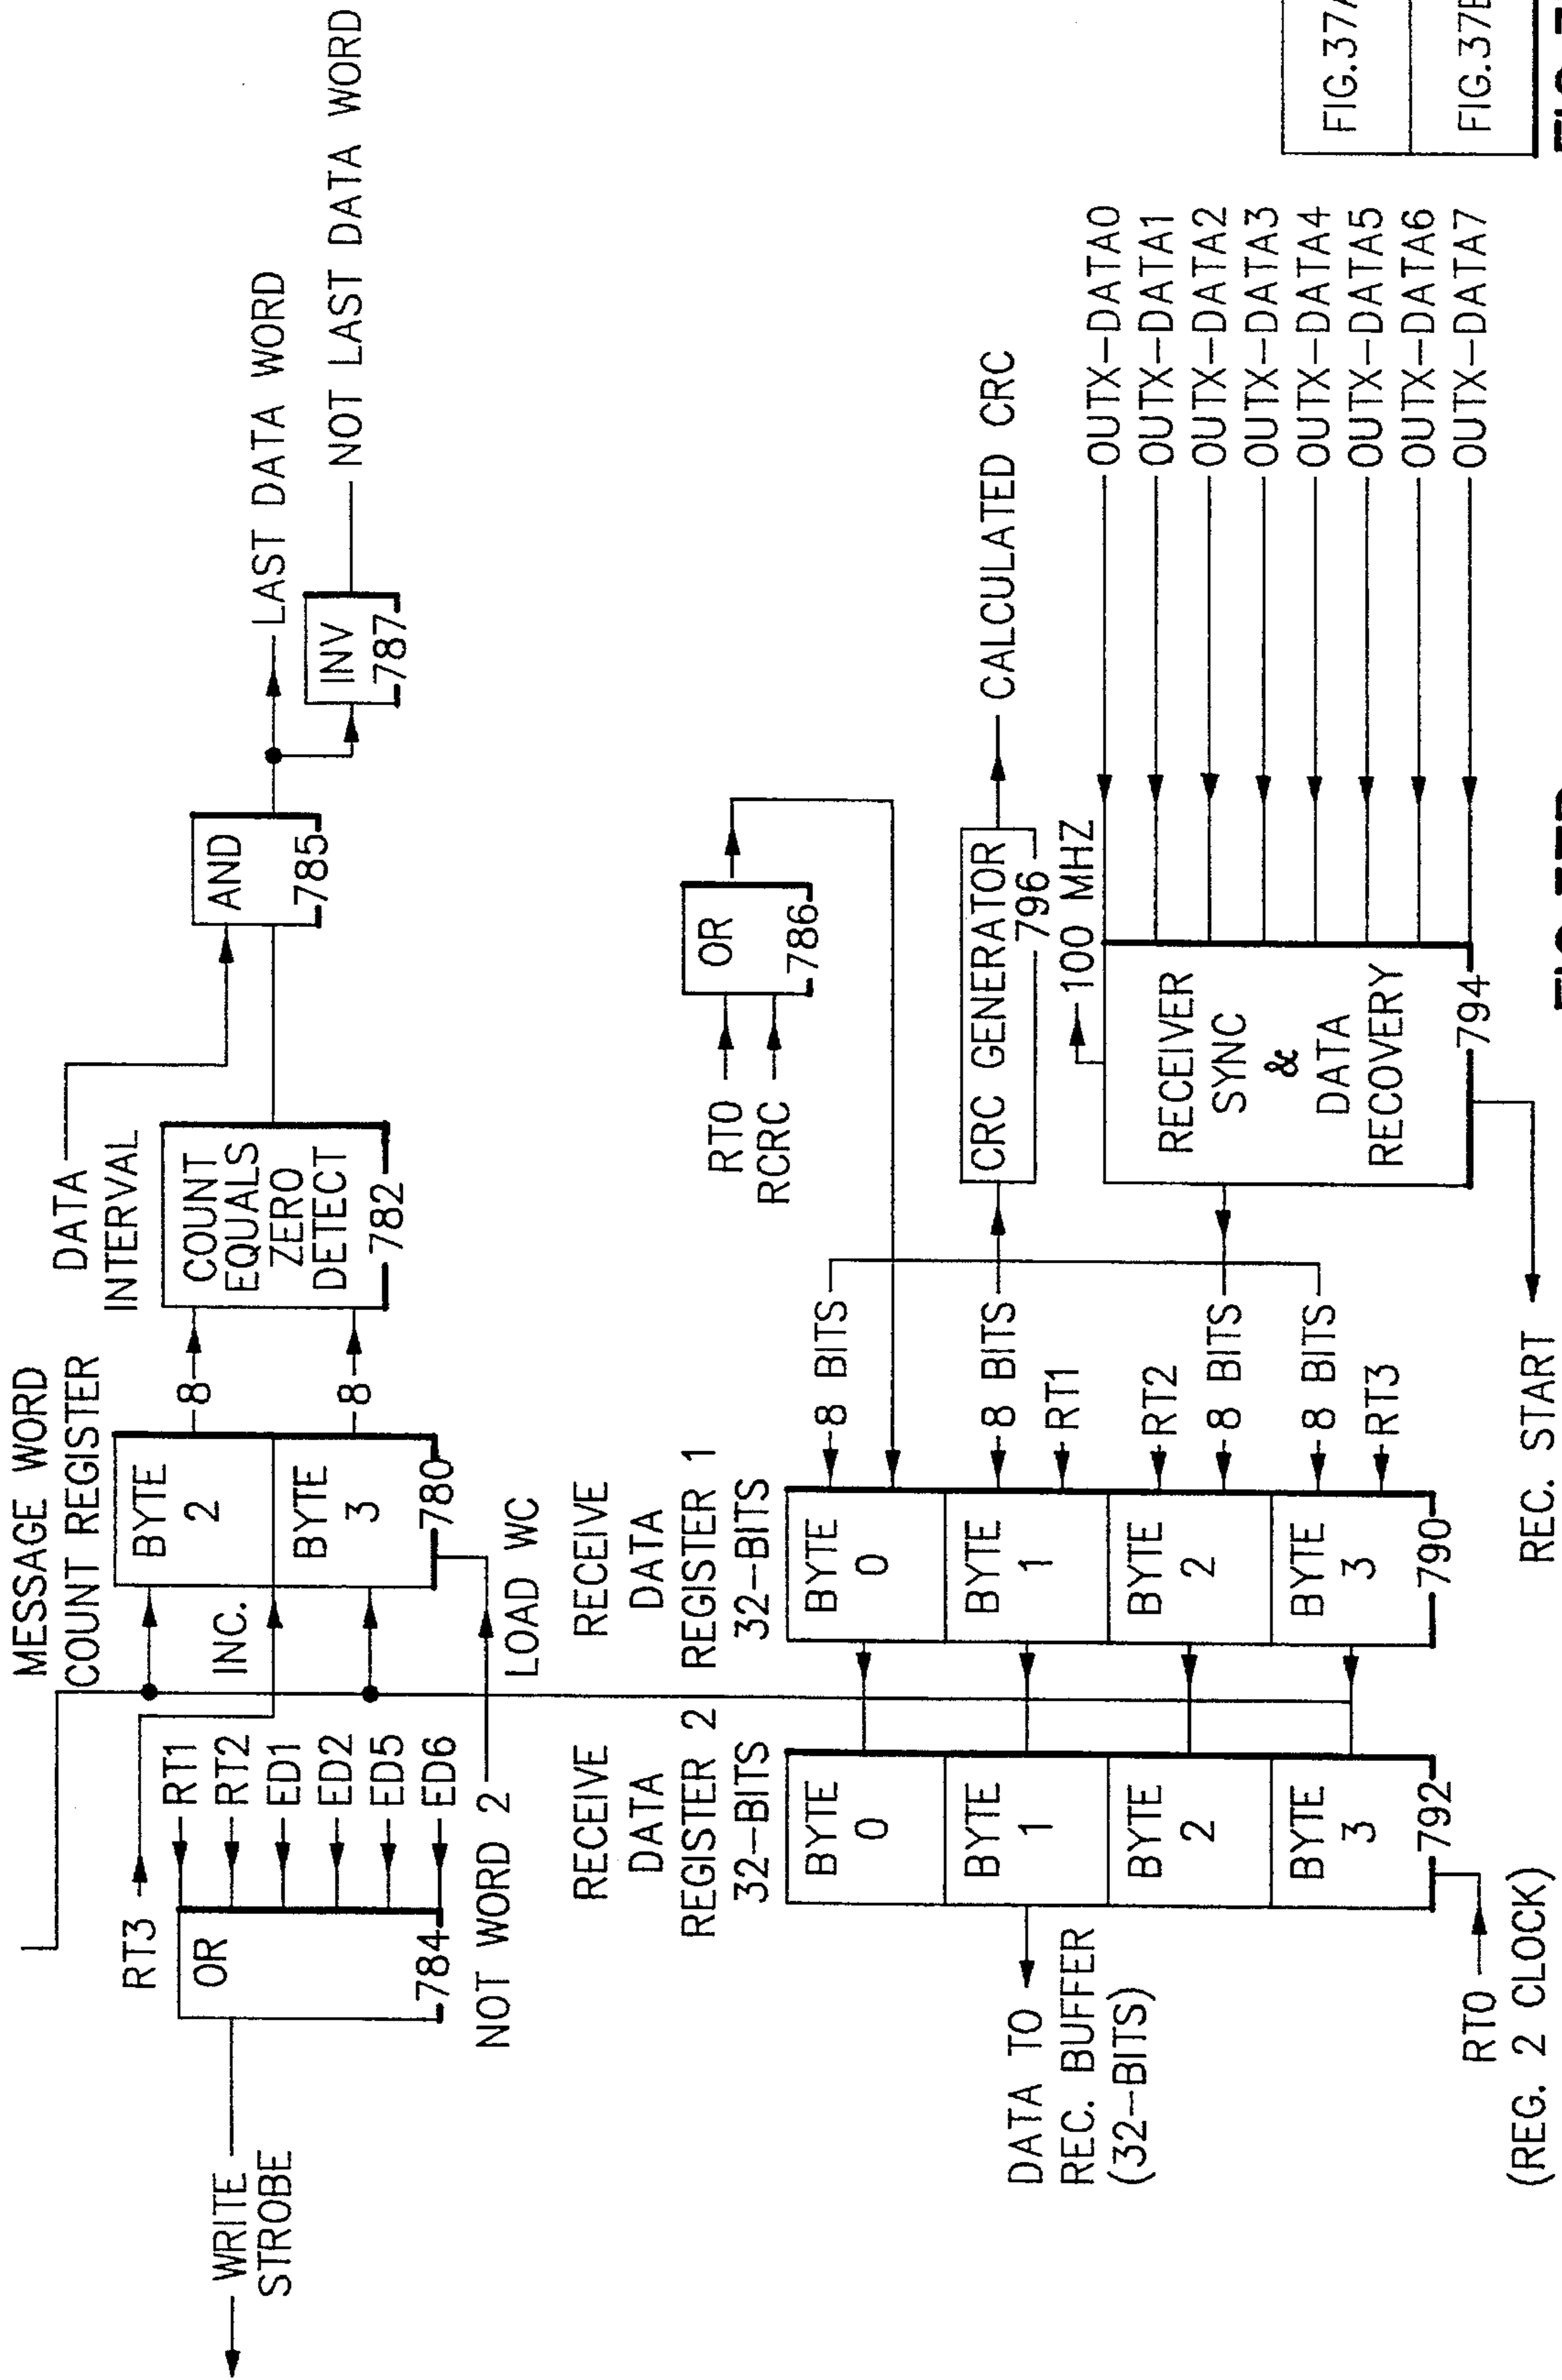 MESSAGE WORD
COUNT REGISTER
DATA
INTERVAL
RT3
INC.
BYTE
2
BYTE
3
780
8
8
COUNT
EQUALS
ZERO
DETECT
782
AND
785
LAST DATA WORD
INV
787
NOT LAST DATA WORD
WRITE
STROBE
OR
784
RT1
RT2
ED1
ED2
ED5
ED6
NOT WORD 2
LOAD WC
RECEIVE
DATA
REGISTER 2
32-BITS
RECEIVE
DATA
REGISTER 1
32-BITS
RT0
RCRC
OR
786
BYTE
0
BYTE
1
BYTE
2
BYTE
3
792
BYTE
0
BYTE
1
BYTE
2
BYTE
3
790
8 BITS
8 BITS
RT1
RT2
8 BITS
8 BITS
RT3
CRC GENERATOR
796
CALCULATED CRC
100 MHZ
RECEIVER
SYNC
&
DATA
RECOVERY
794
OUTX-DATA0
OUTX-DATA1
OUTX-DATA2
OUTX-DATA3
OUTX-DATA4
OUTX-DATA5
OUTX-DATA6
OUTX-DATA7
DATA TO
REC. BUFFER
(32-BITS)
RT0
(REG. 2 CLOCK)
REC. START
FIG.37A